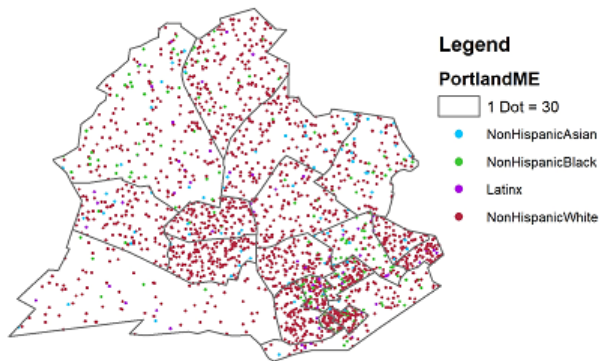 Legend
PortlandME
1 Dot = 30
NonHispanicAsian
NonHispanicBlack
Latinx
NonHispanicWhite